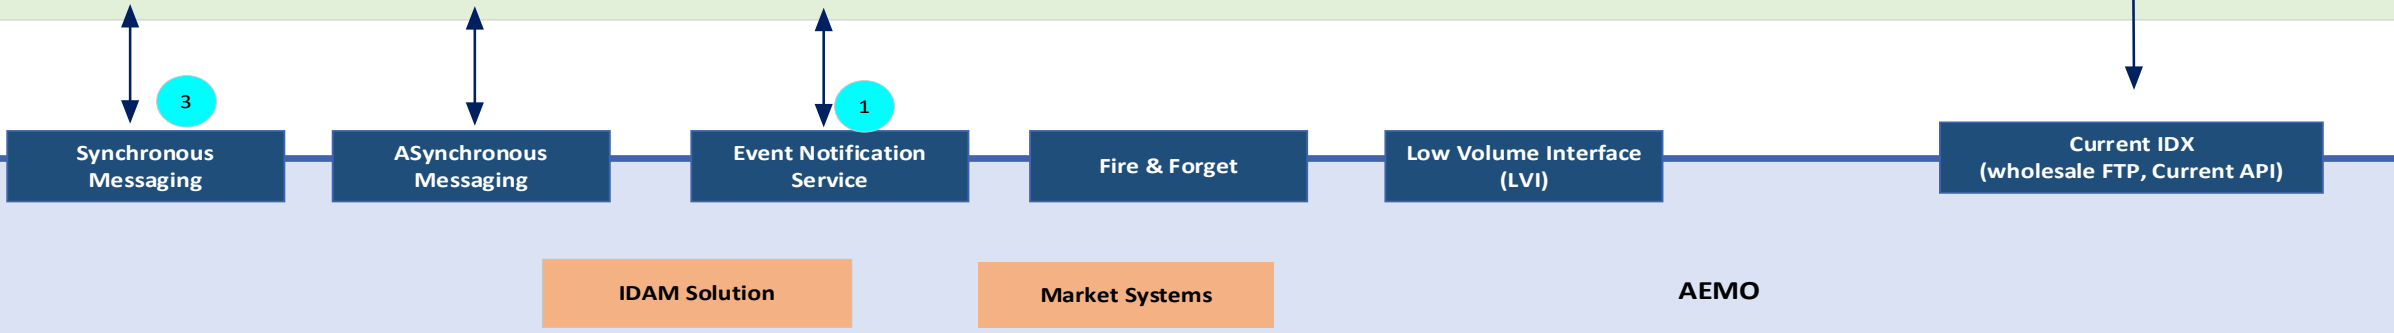 3
1
Synchronous
Messaging
ASynchronous
Messaging
Event Notification
Service
Fire & Forget
Low Volume Interface
(LVI)
Current IDX
(wholesale FTP, Current API)
IDAM Solution
Market Systems
AEMO